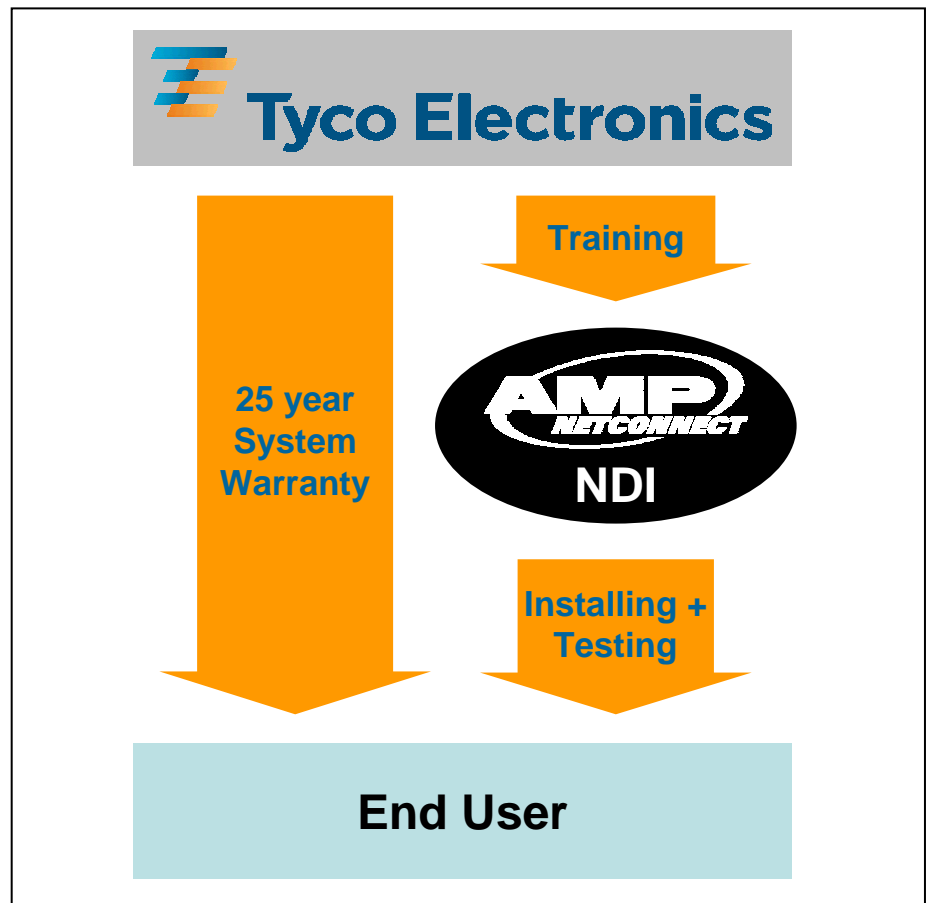 Tyco Electronics
Training
25 year
System
Warranty
AMP
NETCONNECT
NDI
Installing +
Testing
End User